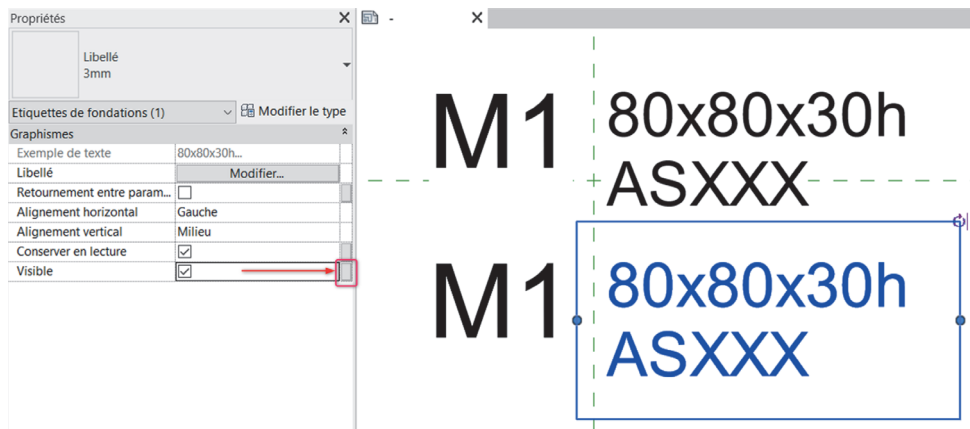 Propriétés
-
Libellé
3mm
Etiquettes de fondations (1)
Modifier le type
Graphismes
Exemple de texte
80x80x30h...
Libellé
Modifier...
Retournement entre param...
Alignement horizontal
Gauche
Alignement vertical
Milieu
Conserver en lecture
Visible
M1
80x80x30h
ASXXX
M1
80x80x30h
ASXXX